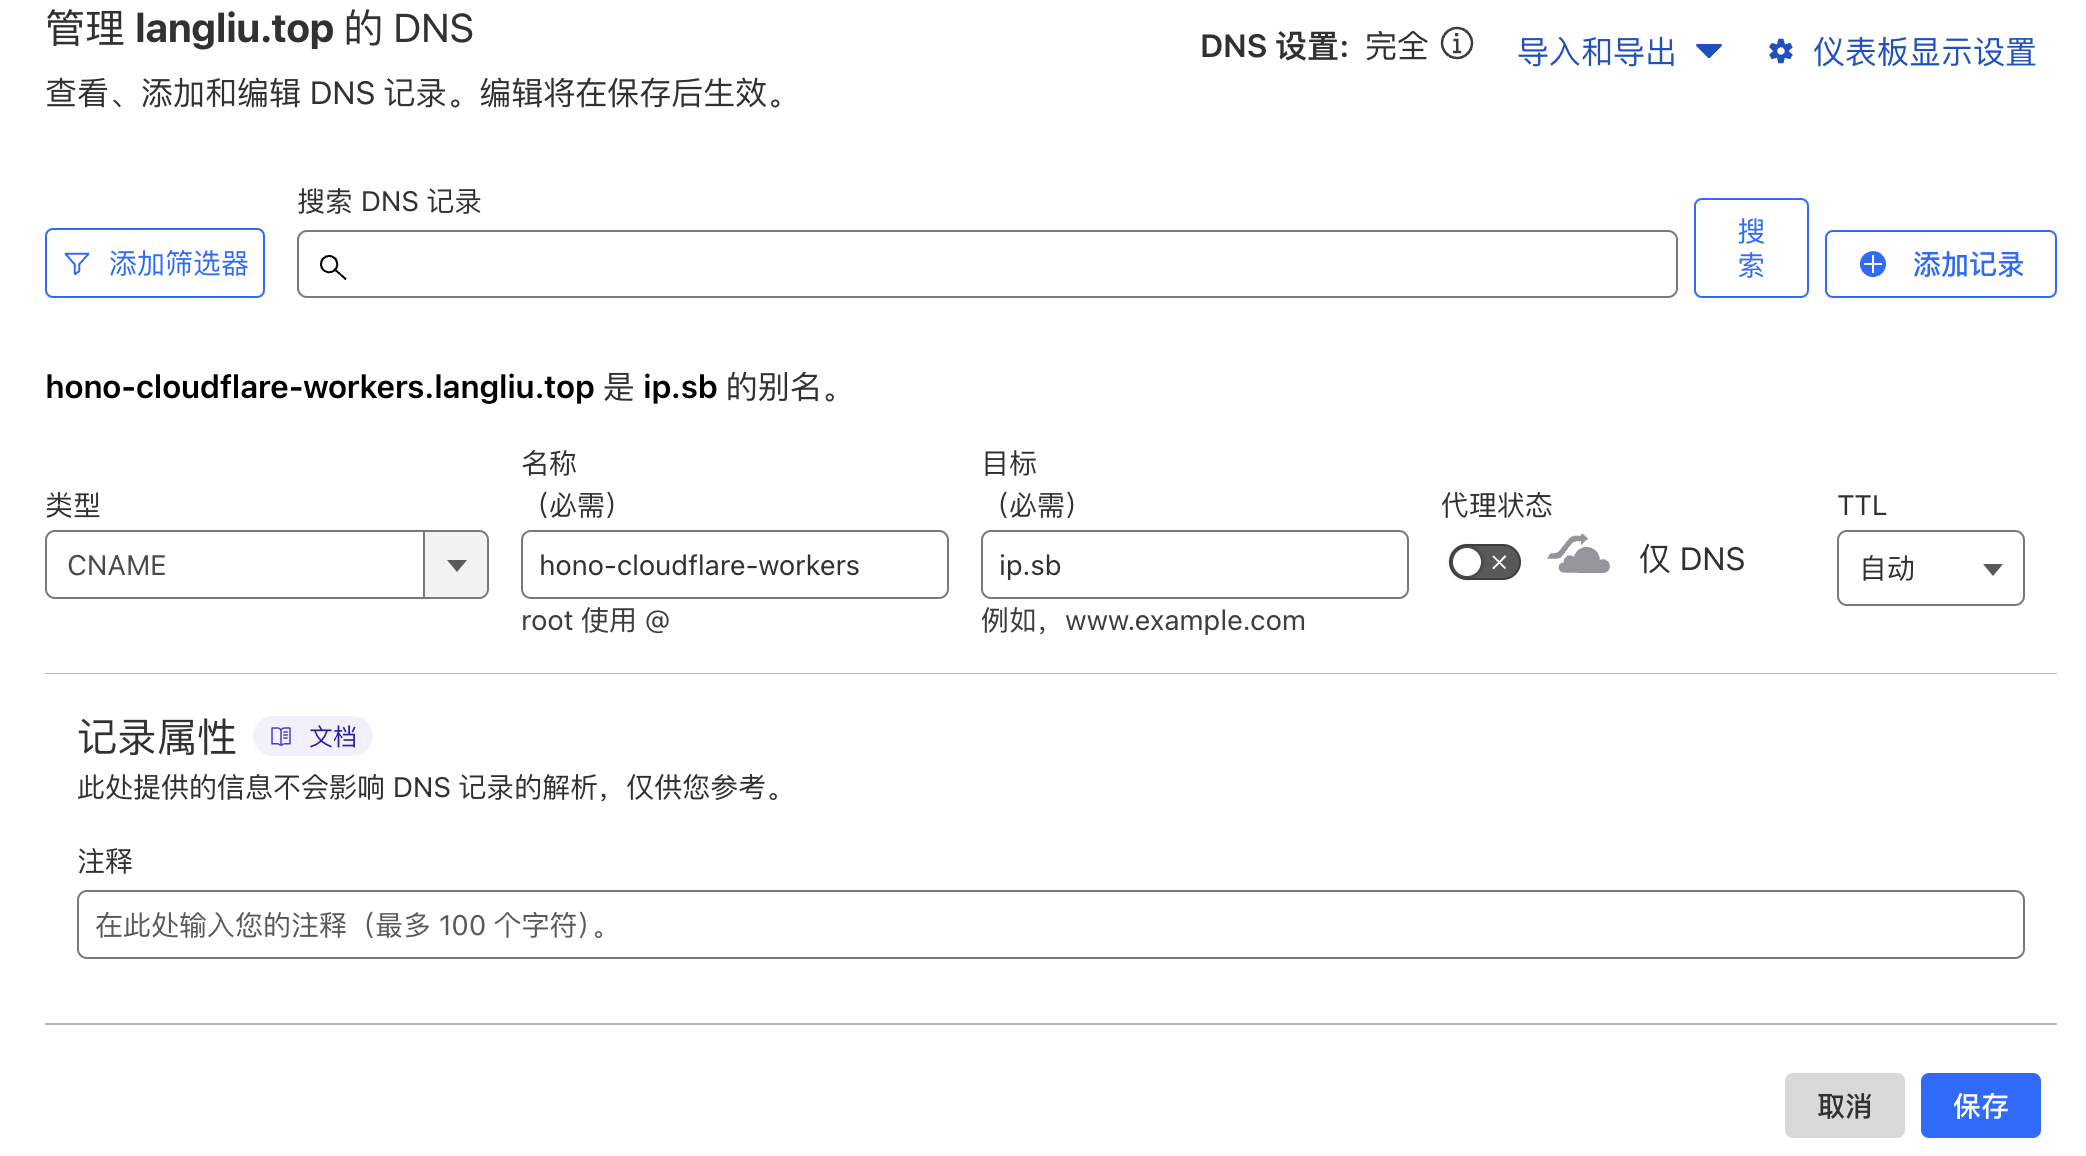 管理 langliu.top 的 DNS
DNS 设置: 完全
导入和导出
仪表板显示设置
查看、添加和编辑 DNS 记录。编辑将在保存后生效。
搜索 DNS 记录
添加筛选器
搜
索
添加记录
hono-cloudflare-workers.langliu.top 是 ip.sb 的别名。
类型
CNAME
名称
（必需）
hono-cloudflare-workers
root 使用 @
目标
（必需）
ip.sb
例如，www.example.com
代理状态
仅 DNS
TTL
自动
记录属性
文档
此处提供的信息不会影响 DNS 记录的解析，仅供您参考。
注释
在此处输入您的注释（最多 100 个字符）。
取消
保存